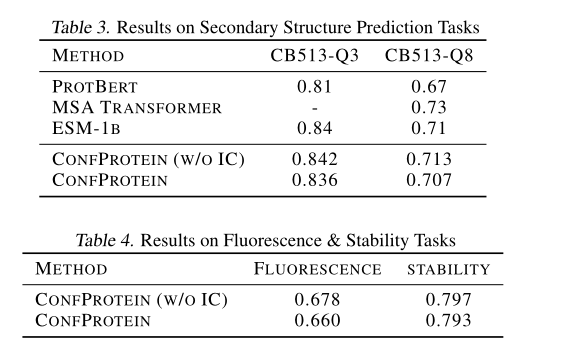 Table 3. Results on Secondary Structure Prediction Tasks
METHOD CB513-Q3 CB513-Q8
PROTBERT 0.81 0.67
MSA TRANSFORMER - 0.73
ESM-1B 0.84 0.71
CONFPROTEIN (W/O IC) 0.842 0.713
CONFPROTEIN 0.836 0.707
Table 4. Results on Fluorescence & Stability Tasks
METHOD FLUORESCENCE STABILITY
CONFPROTEIN (W/O IC) 0.678 0.797
CONFPROTEIN 0.660 0.793